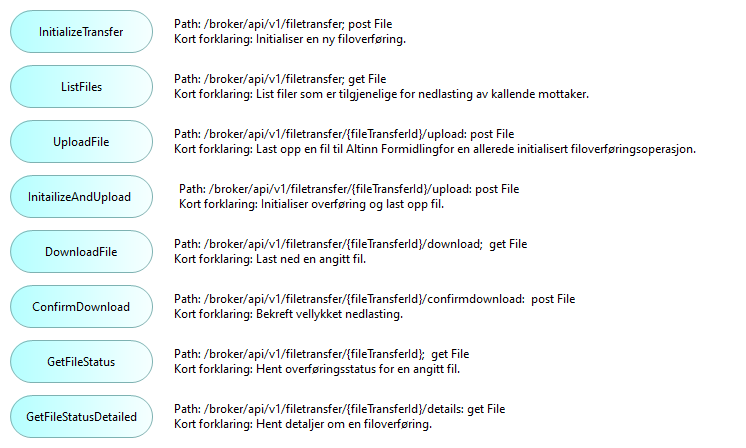 InitializeTransfer
Path: /broker/api/v1/filetransfer; post File
Kort forklaring: Initialiser en ny filoverføring.
ListFiles
Path: /broker/api/v1/filetransfer; get File
Kort forklaring: List filer som er tilgjenelige for nedlasting av kallende mottaker.
UploadFile
Path: /broker/api/v1/filetransfer/{fileTransferId}/upload: post File
Kort forklaring: Last opp en fil til Altinn Formidlingfor en allerede initialisert filoverføringsoperasjon.
InitailizeAndUpload
Path: /broker/api/v1/filetransfer/{fileTransferId}/upload: post File
Kort forklaring: Initialiser overføring og last opp fil.
DownloadFile
Path: /broker/api/v1/filetransfer/{fileTransferId}/download;  get File
Kort forklaring: Last ned en angitt fil.
ConfirmDownload
Path: /broker/api/v1/filetransfer/{fileTransferId}/confirmdownload:  post File
Kort forklaring: Bekreft vellykket nedlasting.
GetFileStatus
Path: /broker/api/v1/filetransfer/{fileTransferId};  get File
Kort forklaring: Hent overføringsstatus for en angitt fil.
GetFileStatusDetailed
Path: /broker/api/v1/filetransfer/{fileTransferId}/details: get File
Kort forklaring: Hent detaljer om en filoverføring.